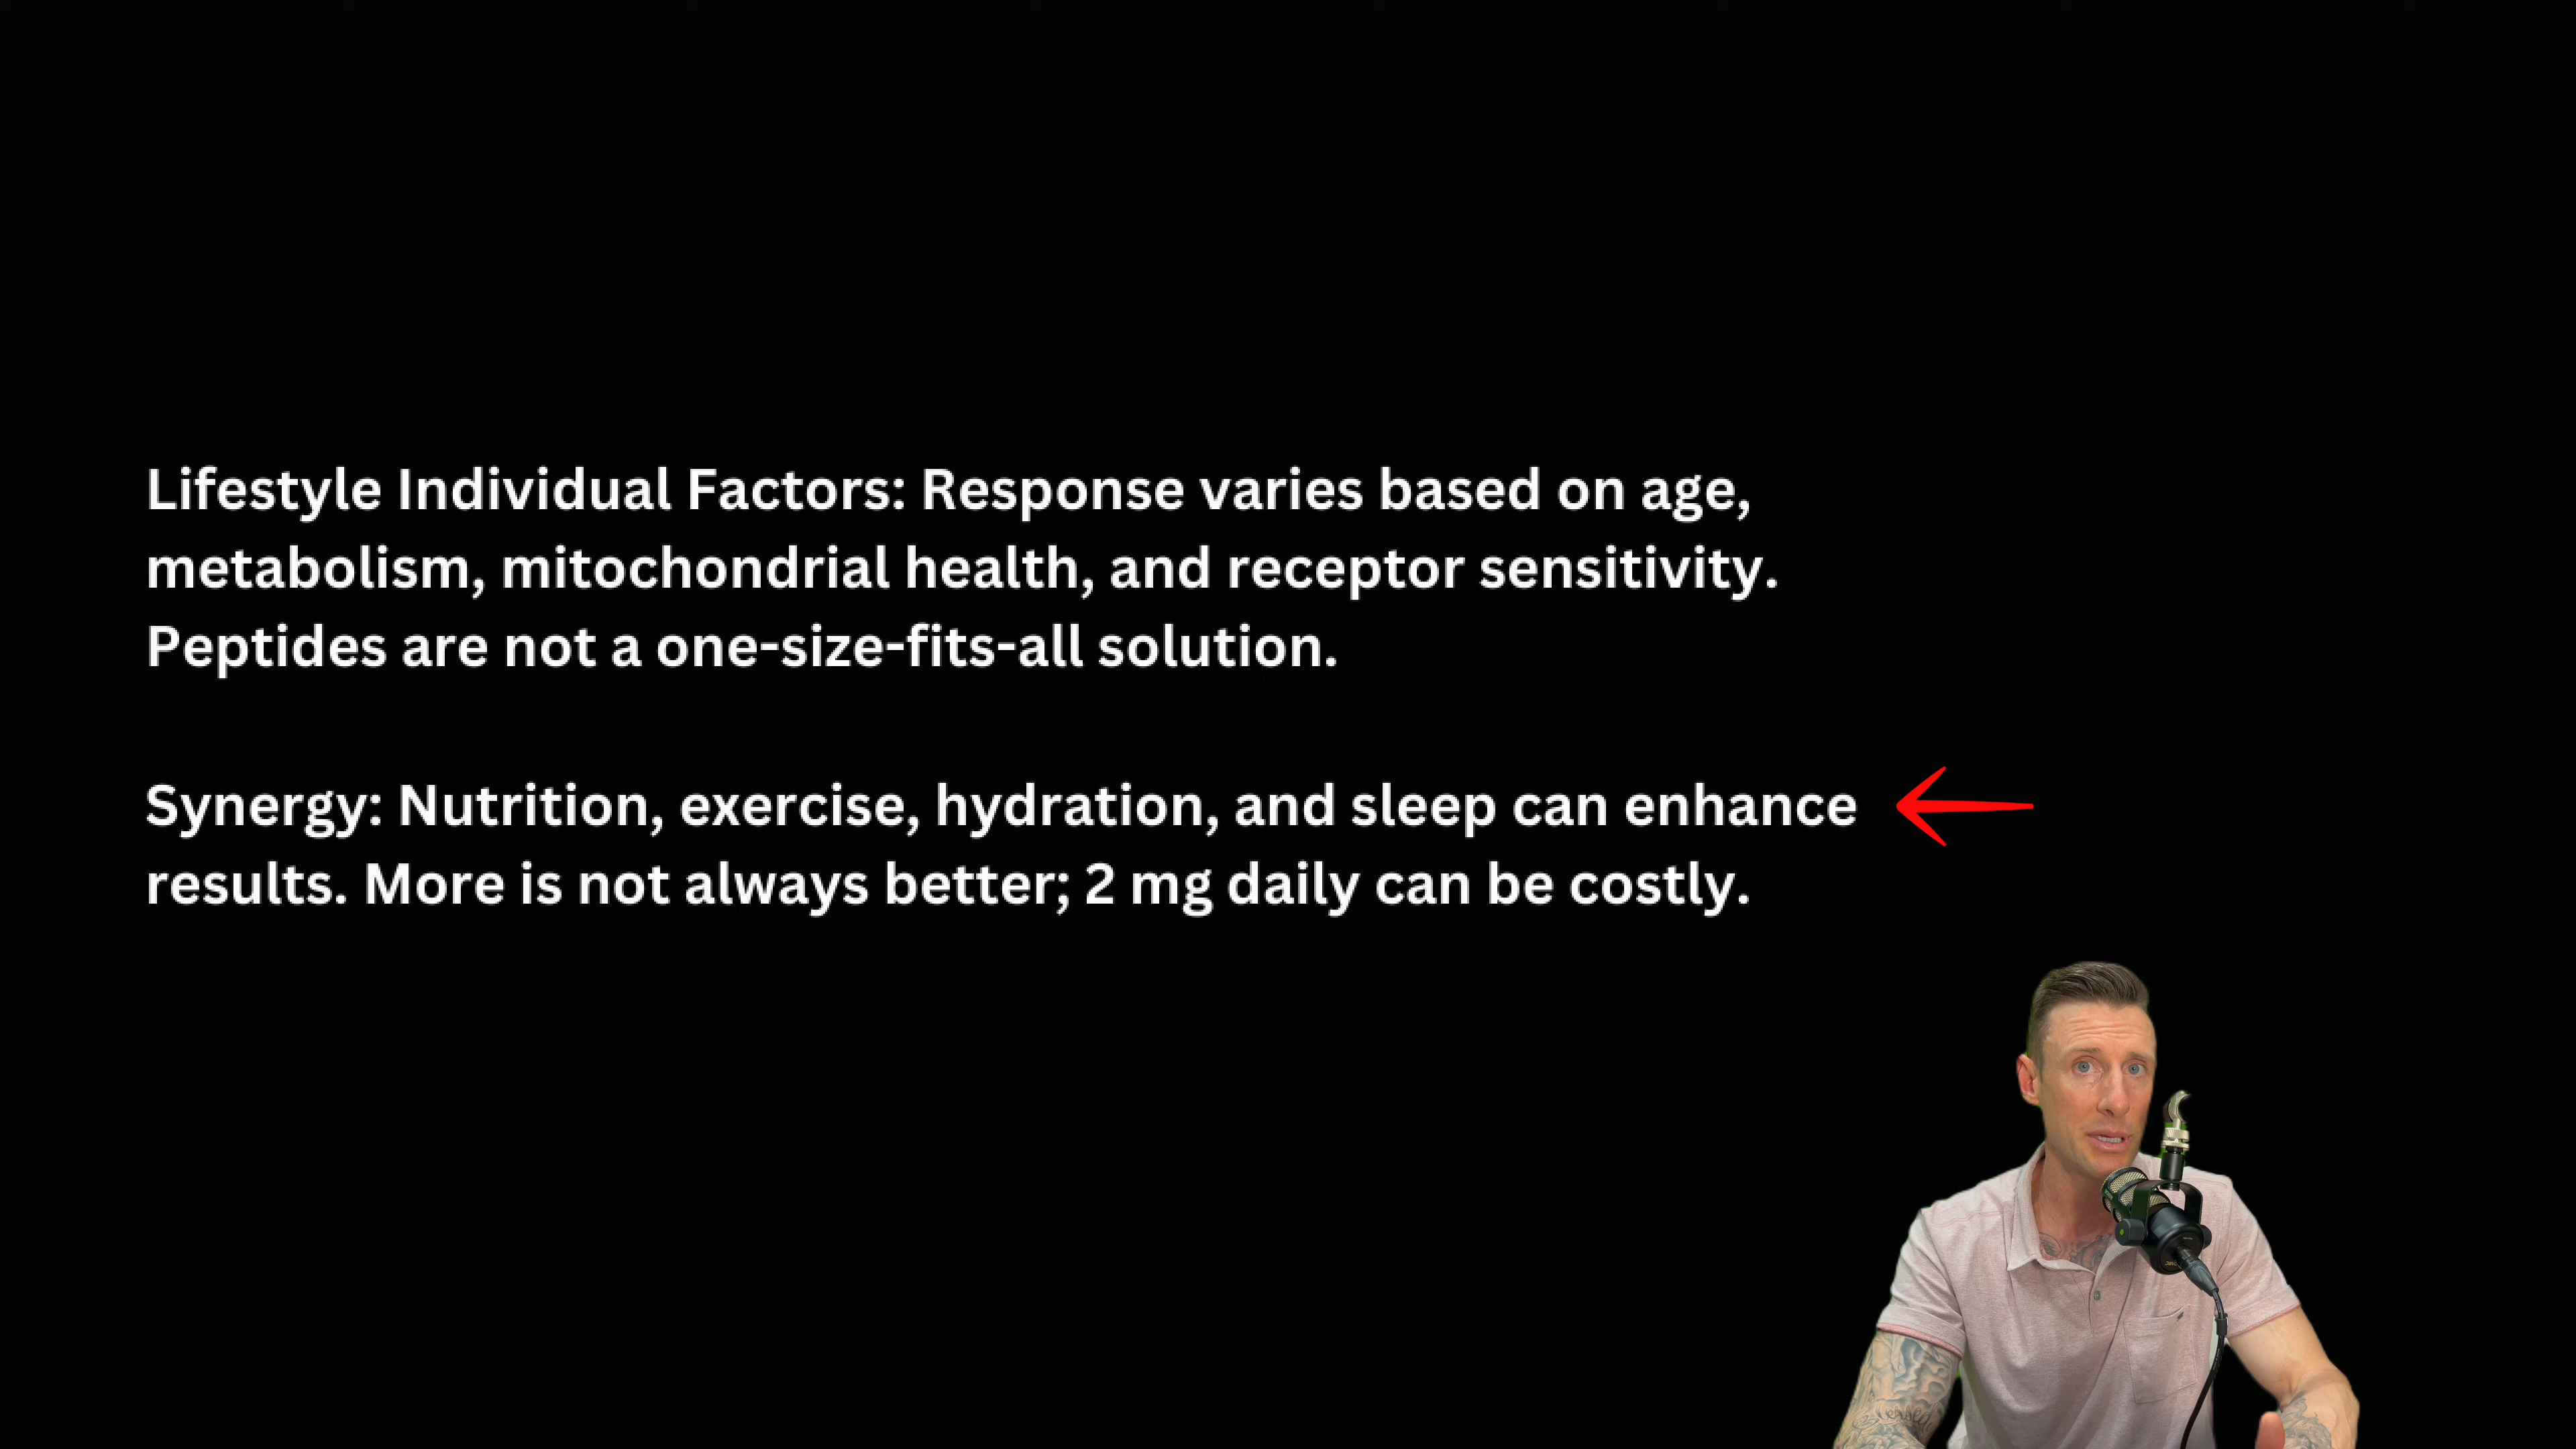 Lifestyle Individual Factors: Response varies based on age,
metabolism, mitochondrial health, and receptor sensitivity.
Peptides are not a one-size-fits-all solution.
Synergy: Nutrition, exercise, hydration, and sleep can enhance
results. More is not always better; 2 mg daily can be costly.